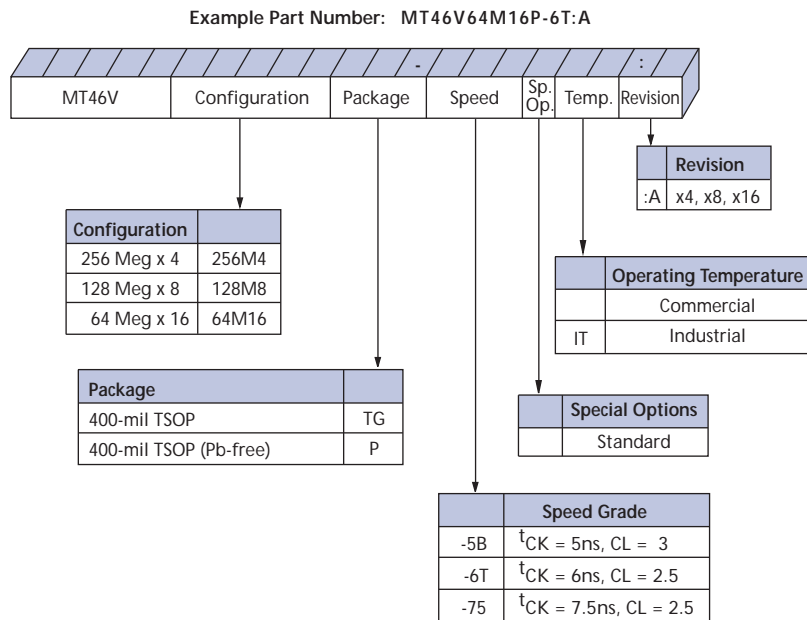 Example Part Number: MT46V64M16P-6T:A
- :
MT46V Configuration Package Speed Sp. Op. Temp. Revision
Revision
:A x4, x8, x16
Configuration
256 Meg x 4 256M4
128 Meg x 8 128M8
64 Meg x 16 64M16
Operating Temperature
Commercial
IT Industrial
Package
400-mil TSOP TG
400-mil TSOP (Pb-free) P
Special Options
Standard
Speed Grade
-5B tCK = 5ns, CL = 3
-6T tCK = 6ns, CL = 2.5
-75 tCK = 7.5ns, CL = 2.5